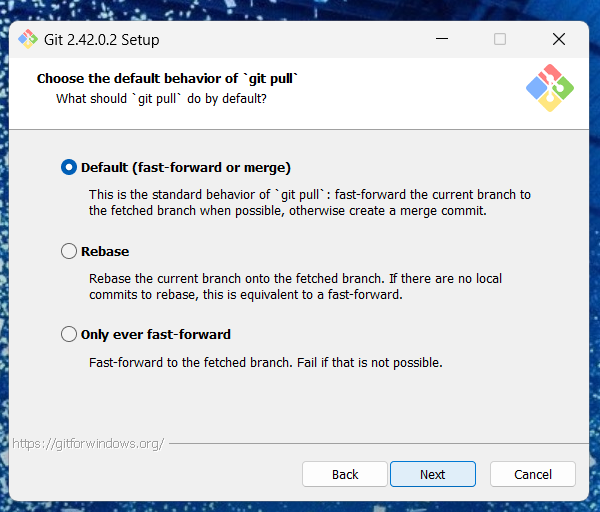 Git 2.42.0.2 Setup
Choose the default behavior of `git pull`
What should `git pull` do by default?
Default (fast-forward or merge)
This is the standard behavior of `git pull`: fast-forward the current branch to
the fetched branch when possible, otherwise create a merge commit.
Rebase
Rebase the current branch onto the fetched branch. If there are no local
commits to rebase, this is equivalent to a fast-forward.
Only ever fast-forward
Fast-forward to the fetched branch. Fail if that is not possible.
https://gitforwindows.org/
Back Next Cancel